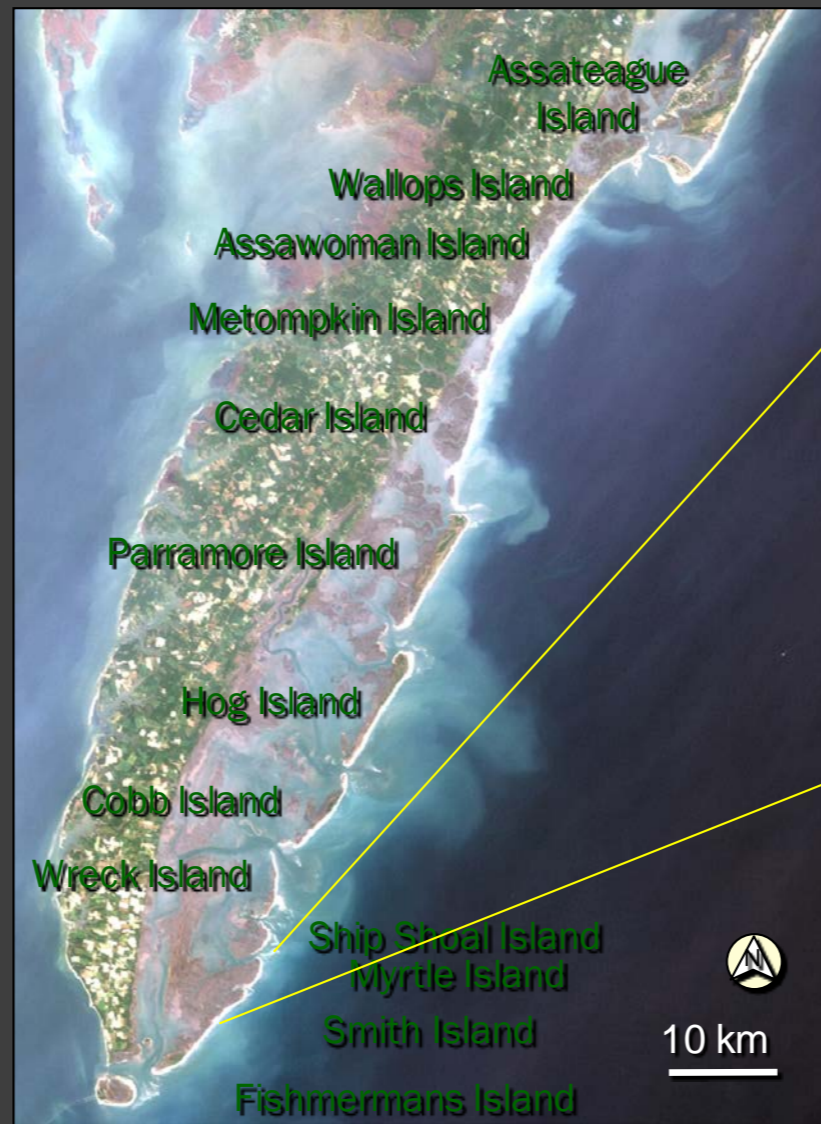 Assateague
Island
Wallops Island
Assawoman Island
Metompkin Island
Cedar Island
Parramore Island
Hog Island
Cobb Island
Wreck Island
Ship Shoal Island
Myrtle Island
Smith Island
Fishmermans Island
N
10 km